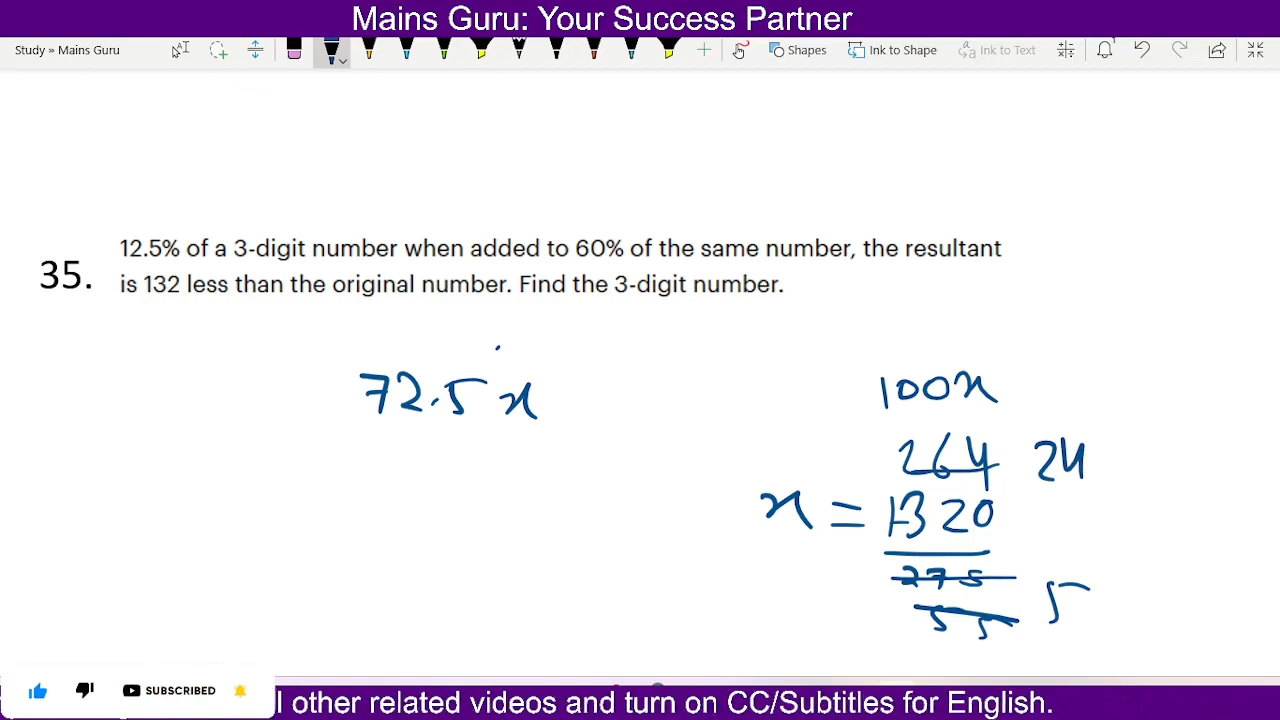 Mains Guru: Your Success Partner
Study » Mains Guru
Shapes
Ink to Shape
Ink to Text
35.
12.5% of a 3-digit number when added to 60% of the same number, the resultant
is 132 less than the original number. Find the 3-digit number.
72.5 x
100x
264 24
x = 1320
275
55 5
SUBSCRIBED
other related videos and turn on CC/Subtitles for English.